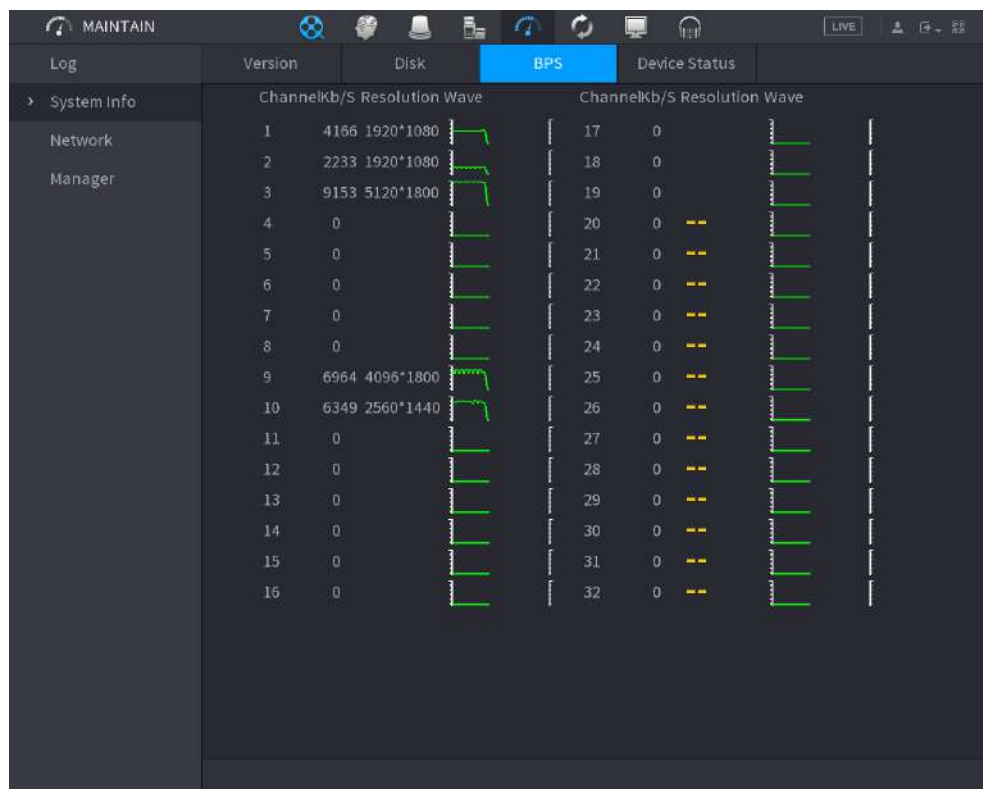 MAINTAIN LIVE
Log Version Disk BPS Device Status
System Info ChannelKb/S Resolution Wave ChannelKb/S Resolution Wave
1 4166 1920*1080 17 0
Network
2 2233 1920*1080 18 0
Manager
3 9153 5120*1800 19 0
4 0 20 0 --
5 0 21 0 --
6 0 22 0 --
7 0 23 0 --
8 0 24 0 --
9 6964 4096*1800 25 0 --
10 6349 2560*1440 26 0 --
11 0 27 0 --
12 0 28 0 --
13 0 29 0 --
14 0 30 0 --
15 0 31 0 --
16 0 32 0 --